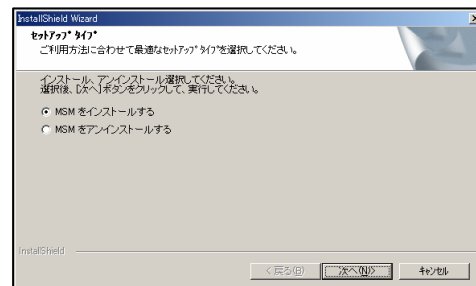 InstallShield Wizard
セットアップ タイプ
ご利用方法に合わせて最適なセットアップ タイプを選択してください。
インストール、アンインストール選択してください。
選択後、[次へ]ボタンをクリックして、実行してください。
MSM をインストールする
MSM をアンインストールする
InstallShield
< 戻る(B)
次へ(N)>
キャンセル